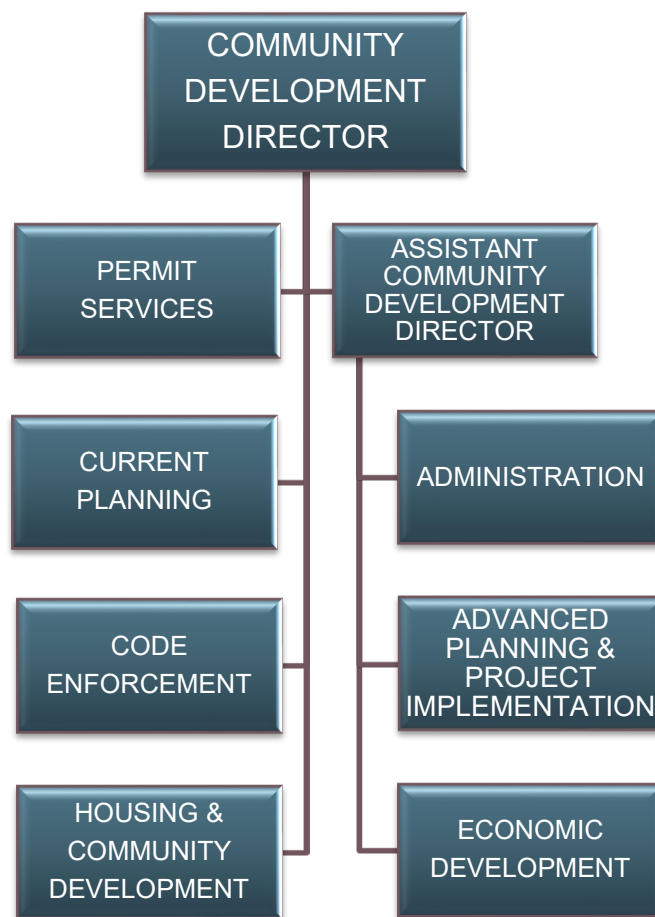 COMMUNITY
DEVELOPMENT
DIRECTOR
PERMIT
SERVICES
ASSISTANT
COMMUNITY
DEVELOPMENT
DIRECTOR
CURRENT
PLANNING
ADMINISTRATION
CODE
ENFORCEMENT
ADVANCED
PLANNING &
PROJECT
IMPLEMENTATION
HOUSING &
COMMUNITY
DEVELOPMENT
ECONOMIC
DEVELOPMENT